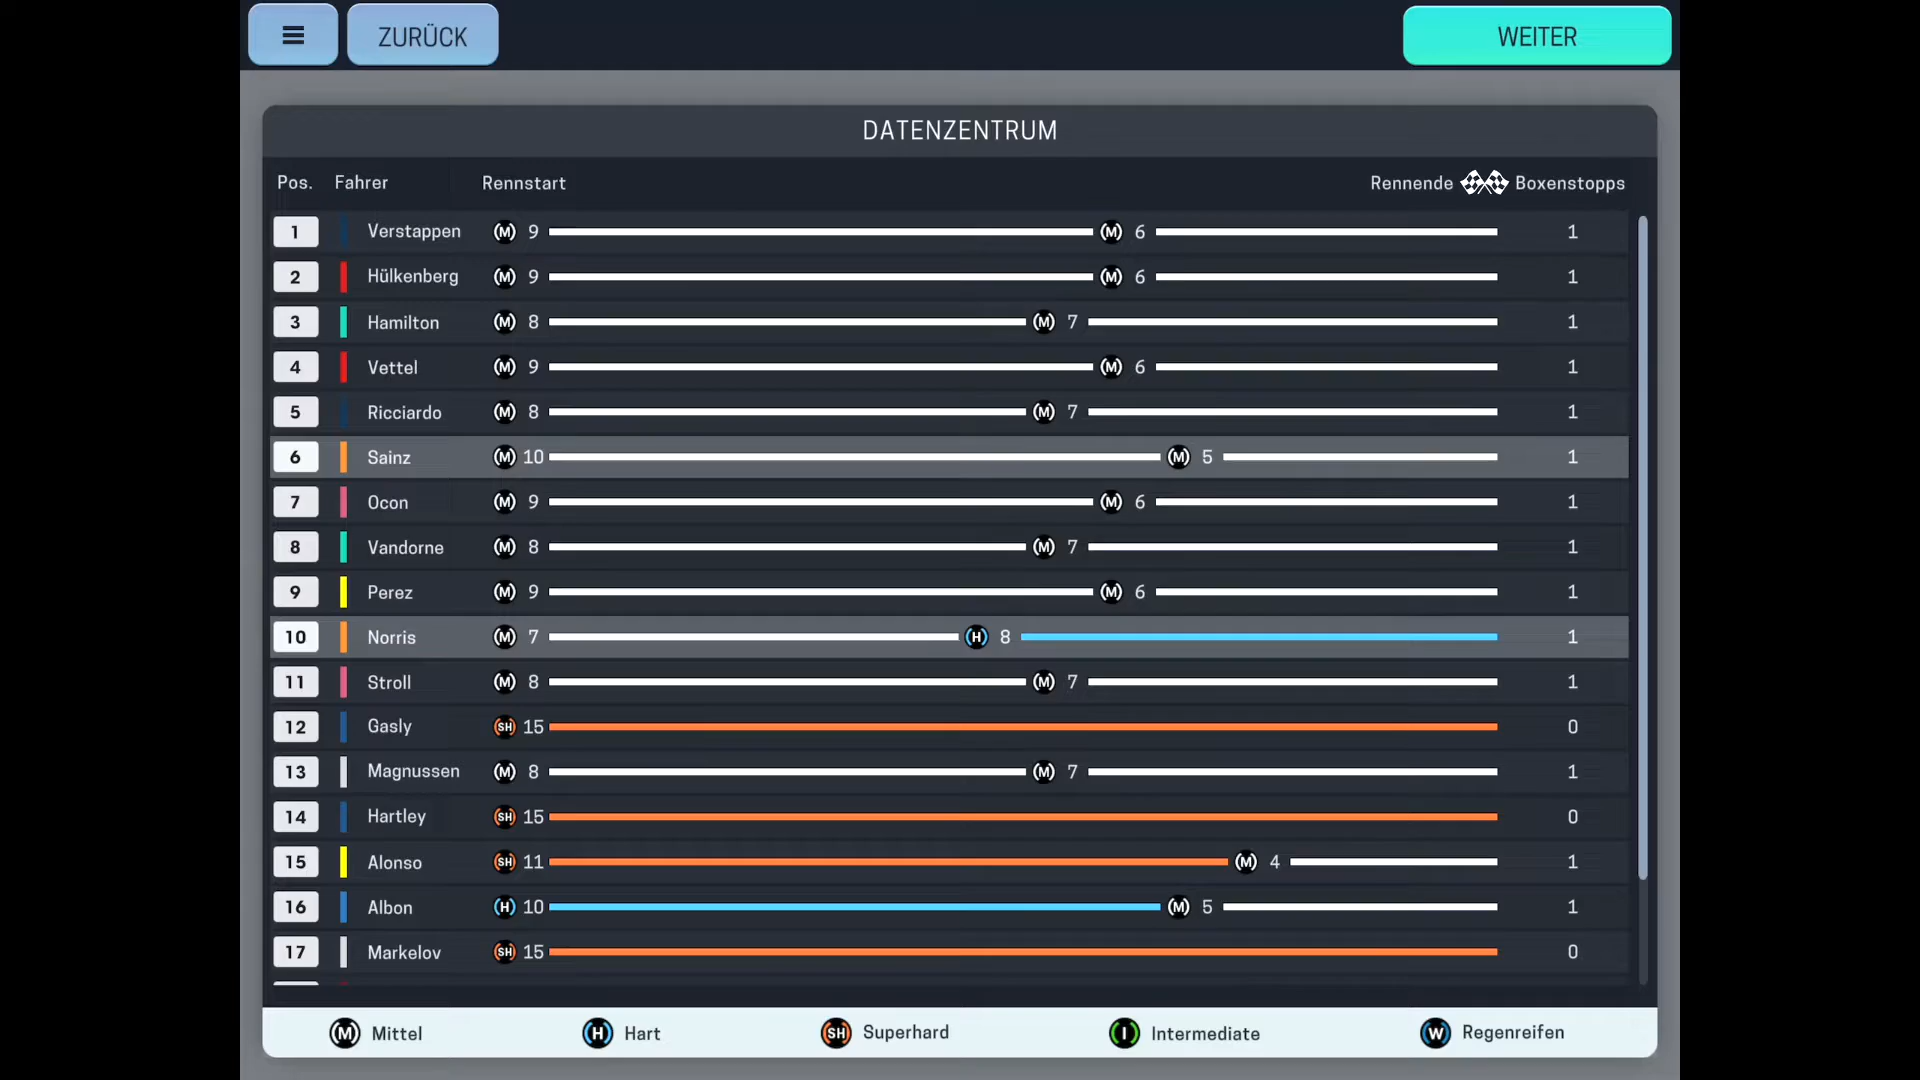 ZURÜCK
WEITER
DATENZENTRUM
Pos. Fahrer Rennstart Rennende Boxenstopps
1 Verstappen M 9 M 6 1
2 Hülkenberg M 9 M 6 1
3 Hamilton M 8 M 7 1
4 Vettel M 9 M 6 1
5 Ricciardo M 8 M 7 1
6 Sainz M 10 M 5 1
7 Ocon M 9 M 6 1
8 Vandorne M 8 M 7 1
9 Perez M 9 M 6 1
10 Norris M 7 H 8 1
11 Stroll M 8 M 7 1
12 Gasly SH 15 0
13 Magnussen M 8 M 7 1
14 Hartley SH 15 0
15 Alonso SH 11 M 4 1
16 Albon H 10 M 5 1
17 Markelov SH 15 0
M Mittel H Hart SH Superhard I Intermediate W Regenreifen